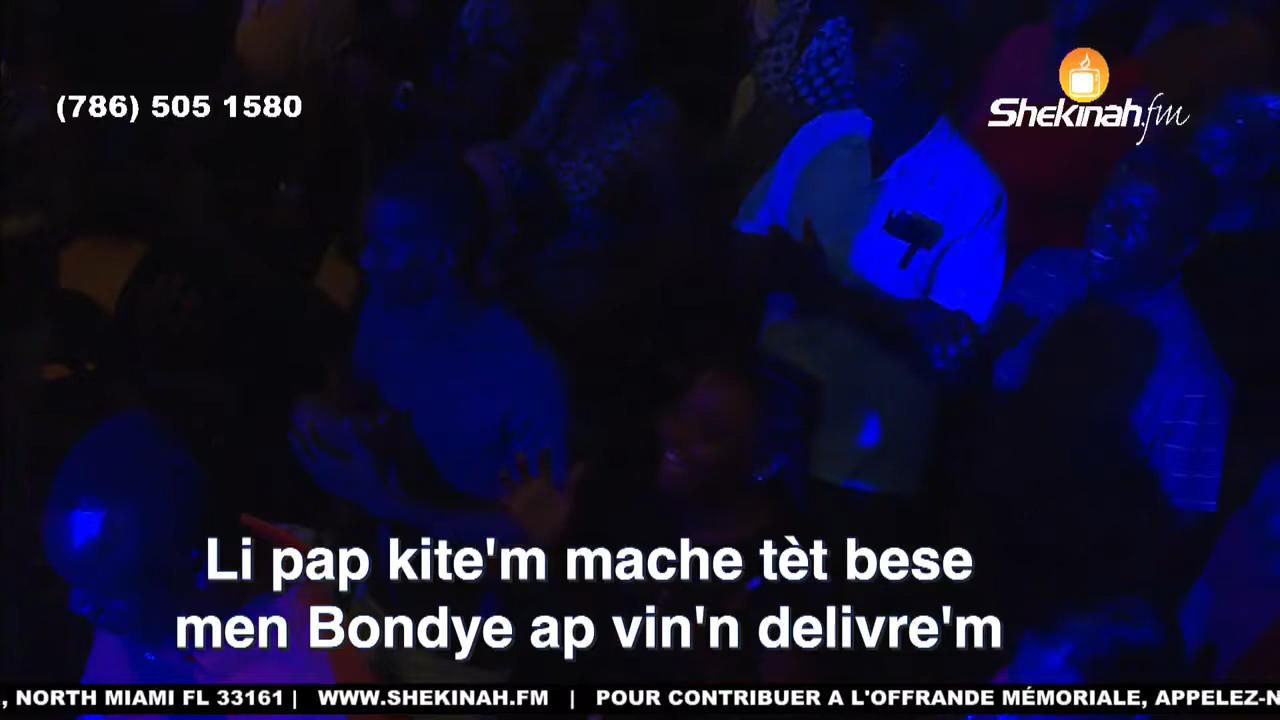 (786) 505 1580
Shekinah.fm
Li pap kite'm mache tèt bese
men Bondye ap vin'n delivre'm
, NORTH MIAMI FL 33161 | WWW.SHEKINAH.FM | POUR CONTRIBUER A L'OFFRANDE MÉMORIALE, APPELEZ-N